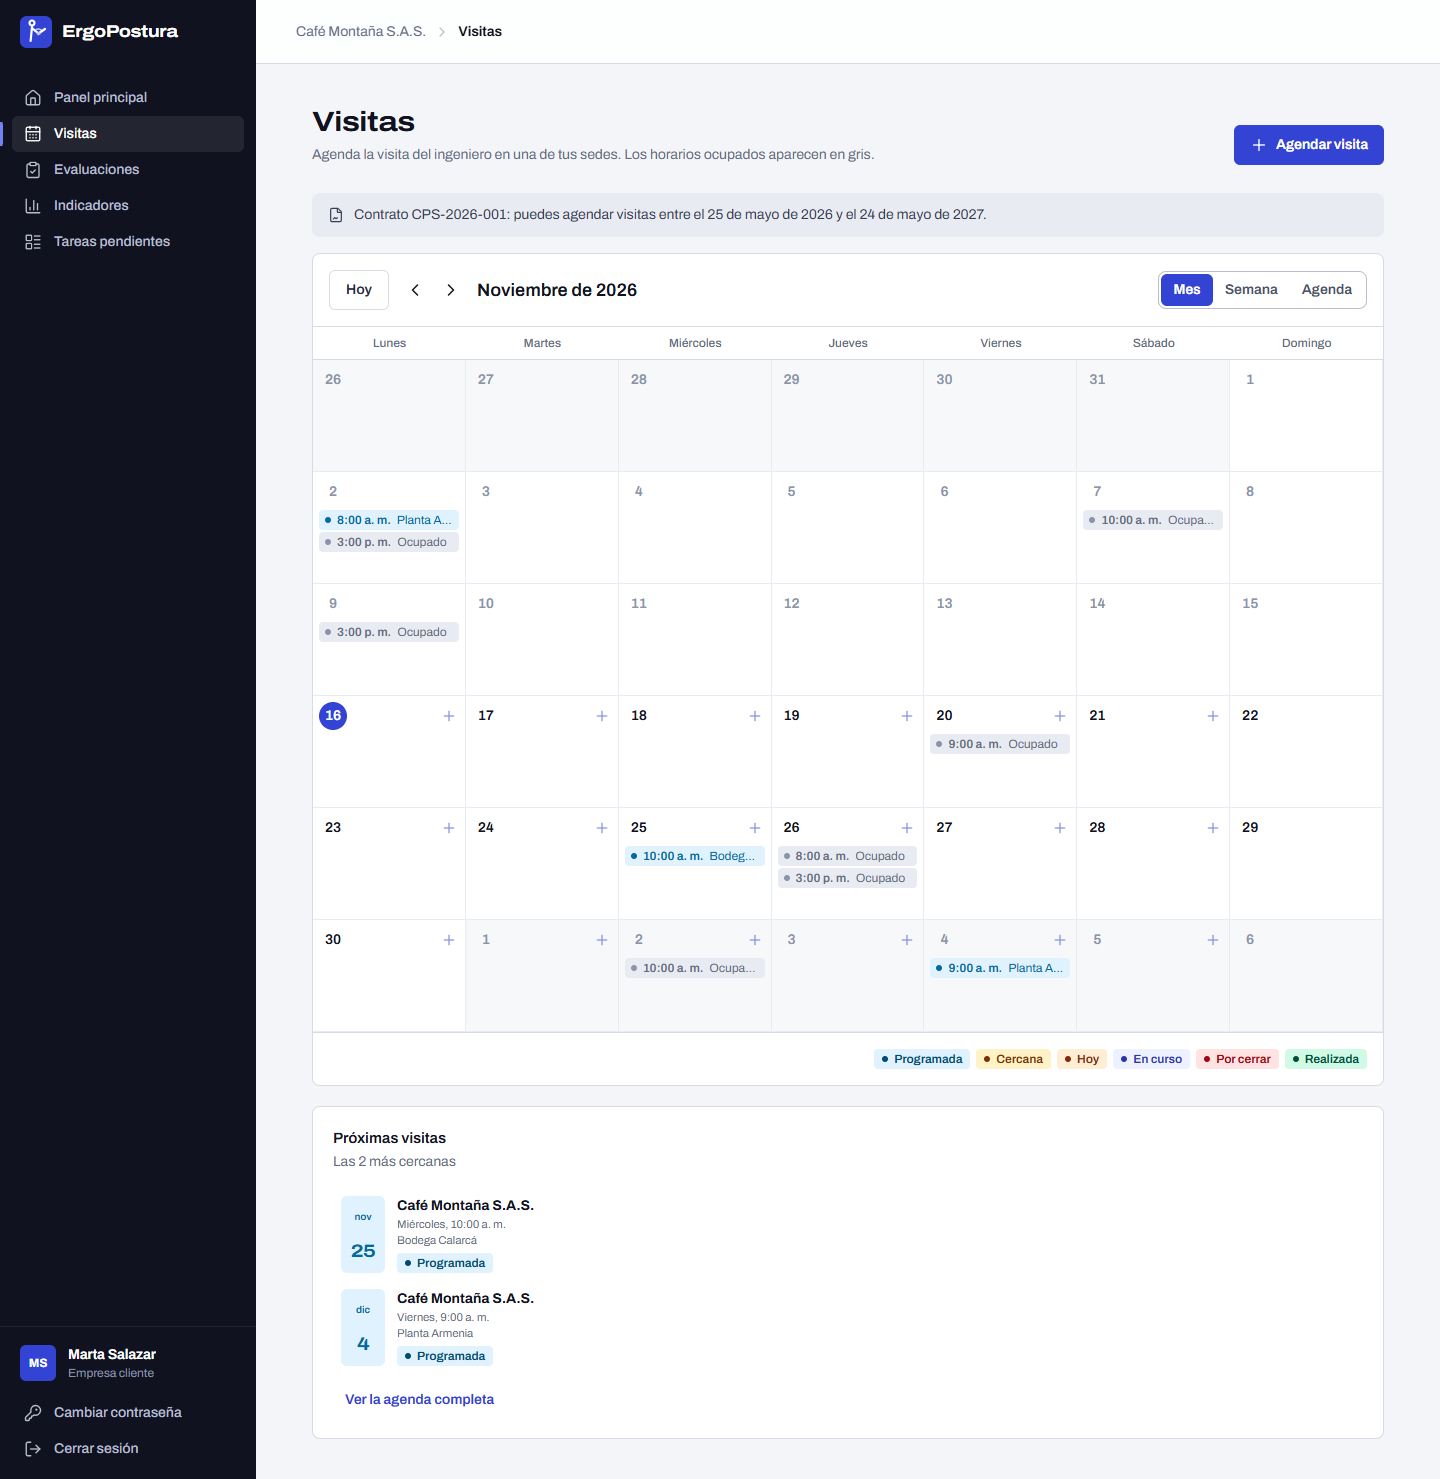 ErgoPostura
Panel principal
Visitas
Evaluaciones
Indicadores
Tareas pendientes
Café Montaña S.A.S. > Visitas
Visitas
Agenda la visita del ingeniero en una de tus sedes. Los horarios ocupados aparecen en gris.
+ Agendar visita
Contrato CPS-2026-001: puedes agendar visitas entre el 25 de mayo de 2026 y el 24 de mayo de 2027.
Hoy < > Noviembre de 2026 Mes Semana Agenda
Lunes Martes Miércoles Jueves Viernes Sábado Domingo
26 27 28 29 30 31 1
2 3 4 5 6 7 8
8:00 a. m. Planta A... 10:00 a. m. Ocupa...
3:00 p. m. Ocupado
9 10 11 12 13 14 15
3:00 p. m. Ocupado
16 + 17 + 18 + 19 + 20 + 21 + 22
9:00 a. m. Ocupado
23 + 24 + 25 + 26 + 27 + 28 + 29
10:00 a. m. Bodeg... 8:00 a. m. Ocupado
3:00 p. m. Ocupado
30 + 1 + 2 + 3 + 4 + 5 + 6
10:00 a. m. Ocupa... 9:00 a. m. Planta A...
Programada Cercana Hoy En curso Por cerrar Realizada
Próximas visitas
Las 2 más cercanas
nov
25
Café Montaña S.A.S.
Miércoles, 10:00 a. m.
Bodega Calarcá
Programada
dic
4
Café Montaña S.A.S.
Viernes, 9:00 a. m.
Planta Armenia
Programada
Ver la agenda completa
MS
Marta Salazar
Empresa cliente
Cambiar contraseña
Cerrar sesión